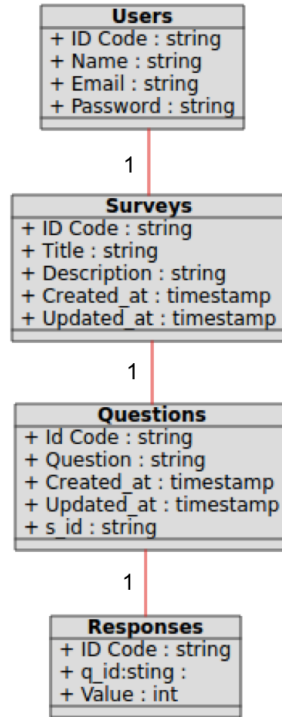 Users
+ ID Code : string
+ Name : string
+ Email : string
+ Password : string
1
Surveys
+ ID Code : string
+ Title : string
+ Description : string
+ Created_at : timestamp
+ Updated_at : timestamp
1
Questions
+ Id Code : string
+ Question : string
+ Created_at : timestamp
+ Updated_at : timestamp
+ s_id : string
1
Responses
+ ID Code : string
+ q_id:sting :
+ Value : int